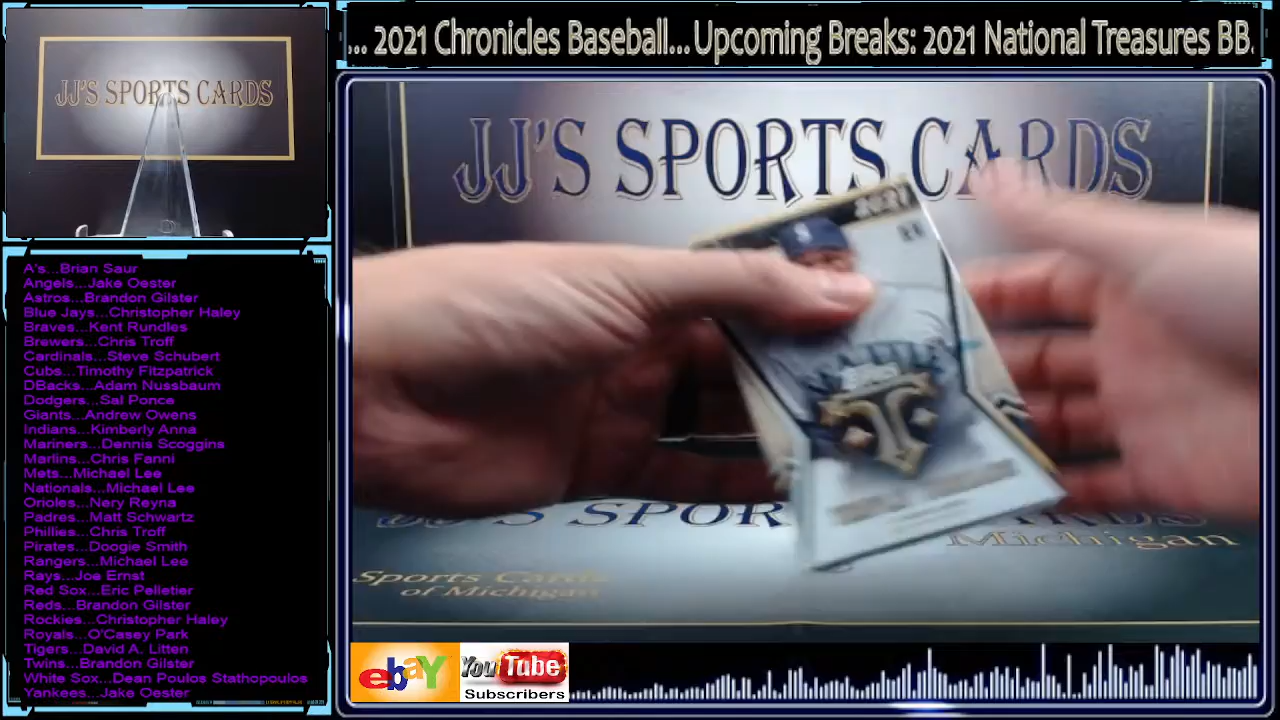 JJ'S SPORTS CARDS
... 2021 Chronicles Baseball...Upcoming Breaks: 2021 National Treasures BB.
JJ'S SPORTS CARDS
2021
A's...Brian Saur
Angels...Jake Oester
Astros...Brandon Gilster
Blue Jays...Christopher Haley
Braves...Kent Rundles
Brewers...Chris Troff
Cardinals...Steve Schubert
Cubs...Timothy Fitzpatrick
DBacks...Adam Nussbaum
Dodgers...Sal Ponce
Giants...Andrew Owens
Indians...Kimberly Anna
Mariners...Dennis Scoggins
Marlins...Chris Fanni
Mets...Michael Lee
Nationals...Michael Lee
Orioles...Nery Reyna
Padres...Matt Schwartz
Phillies...Chris Troff
Pirates...Doogie Smith
Rangers...Michael Lee
Rays...Joe Ernst
Red Sox...Eric Pelletier
Reds...Brandon Gilster
Rockies...Christopher Haley
Royals...O'Casey Park
Tigers...David A. Litten
Twins...Brandon Gilster
White Sox...Dean Poulos Stathopoulos
Yankees...Jake Oester
JJ'S SPOR RDS
Michigan
Sports Cards
of Michigan
ebay YouTube
Subscribers